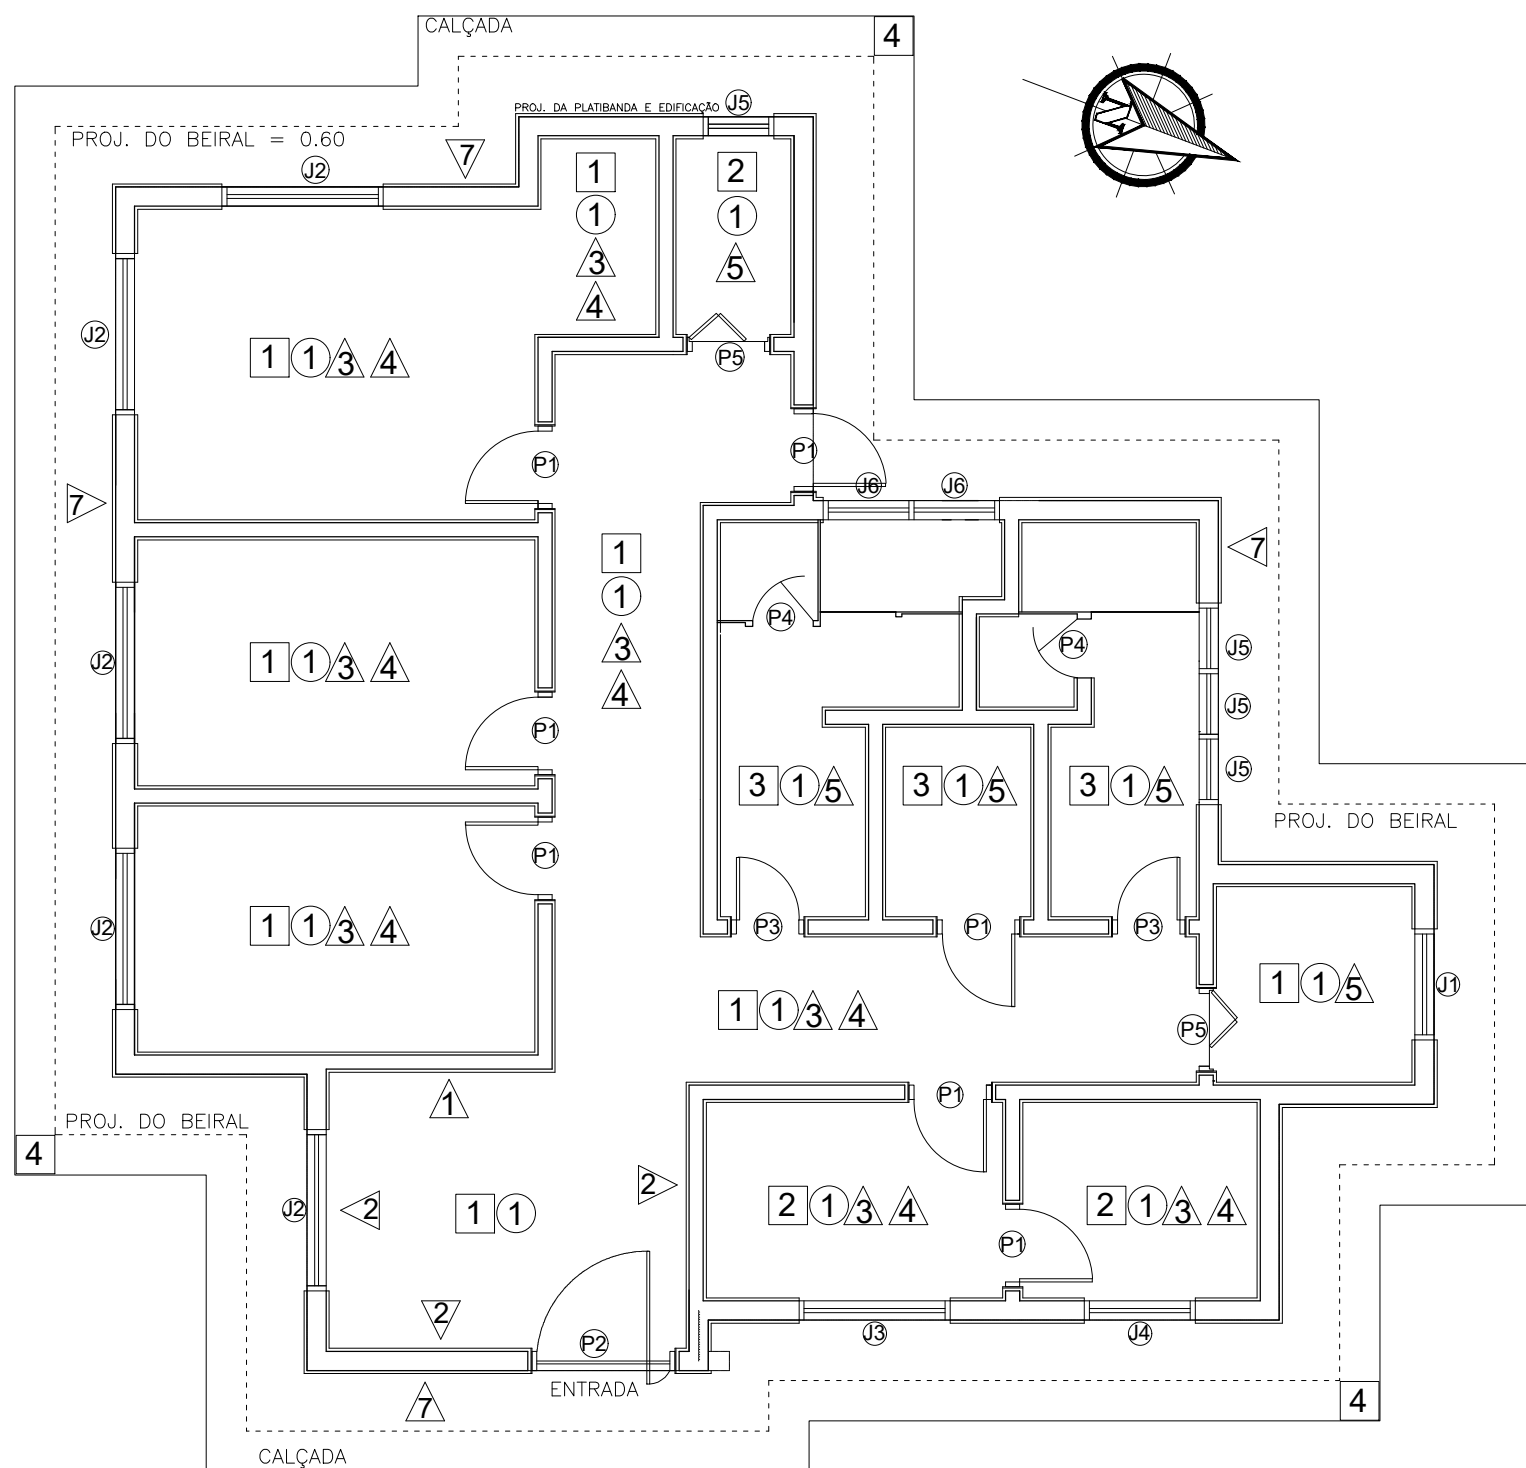 CALÇADA
4
PROJ. DA PLATIBANDA E EDIFICAÇÃO
J5
PROJ. DO BEIRAL = 0.60
7
J2
N
1
1
3
4
2
1
5
J2
1 1 3 4
P5
P1
P1
7
J6 J6
1
1
3
4
7
P4
P4
J5
J2
1 1 3 4
J5
P1
J5
3 1 5
3 1 5
3 1 5
PROJ. DO BEIRAL
P1
J2
1 1 3 4
P3
P1
P3
1 1 3 4
1 1 5
J1
P5
1
P1
PROJ. DO BEIRAL
4
2
2
J2
1 1
2 1 3 4
2 1 3 4
P1
2
P2
J3
J4
ENTRADA
7
4
CALÇADA